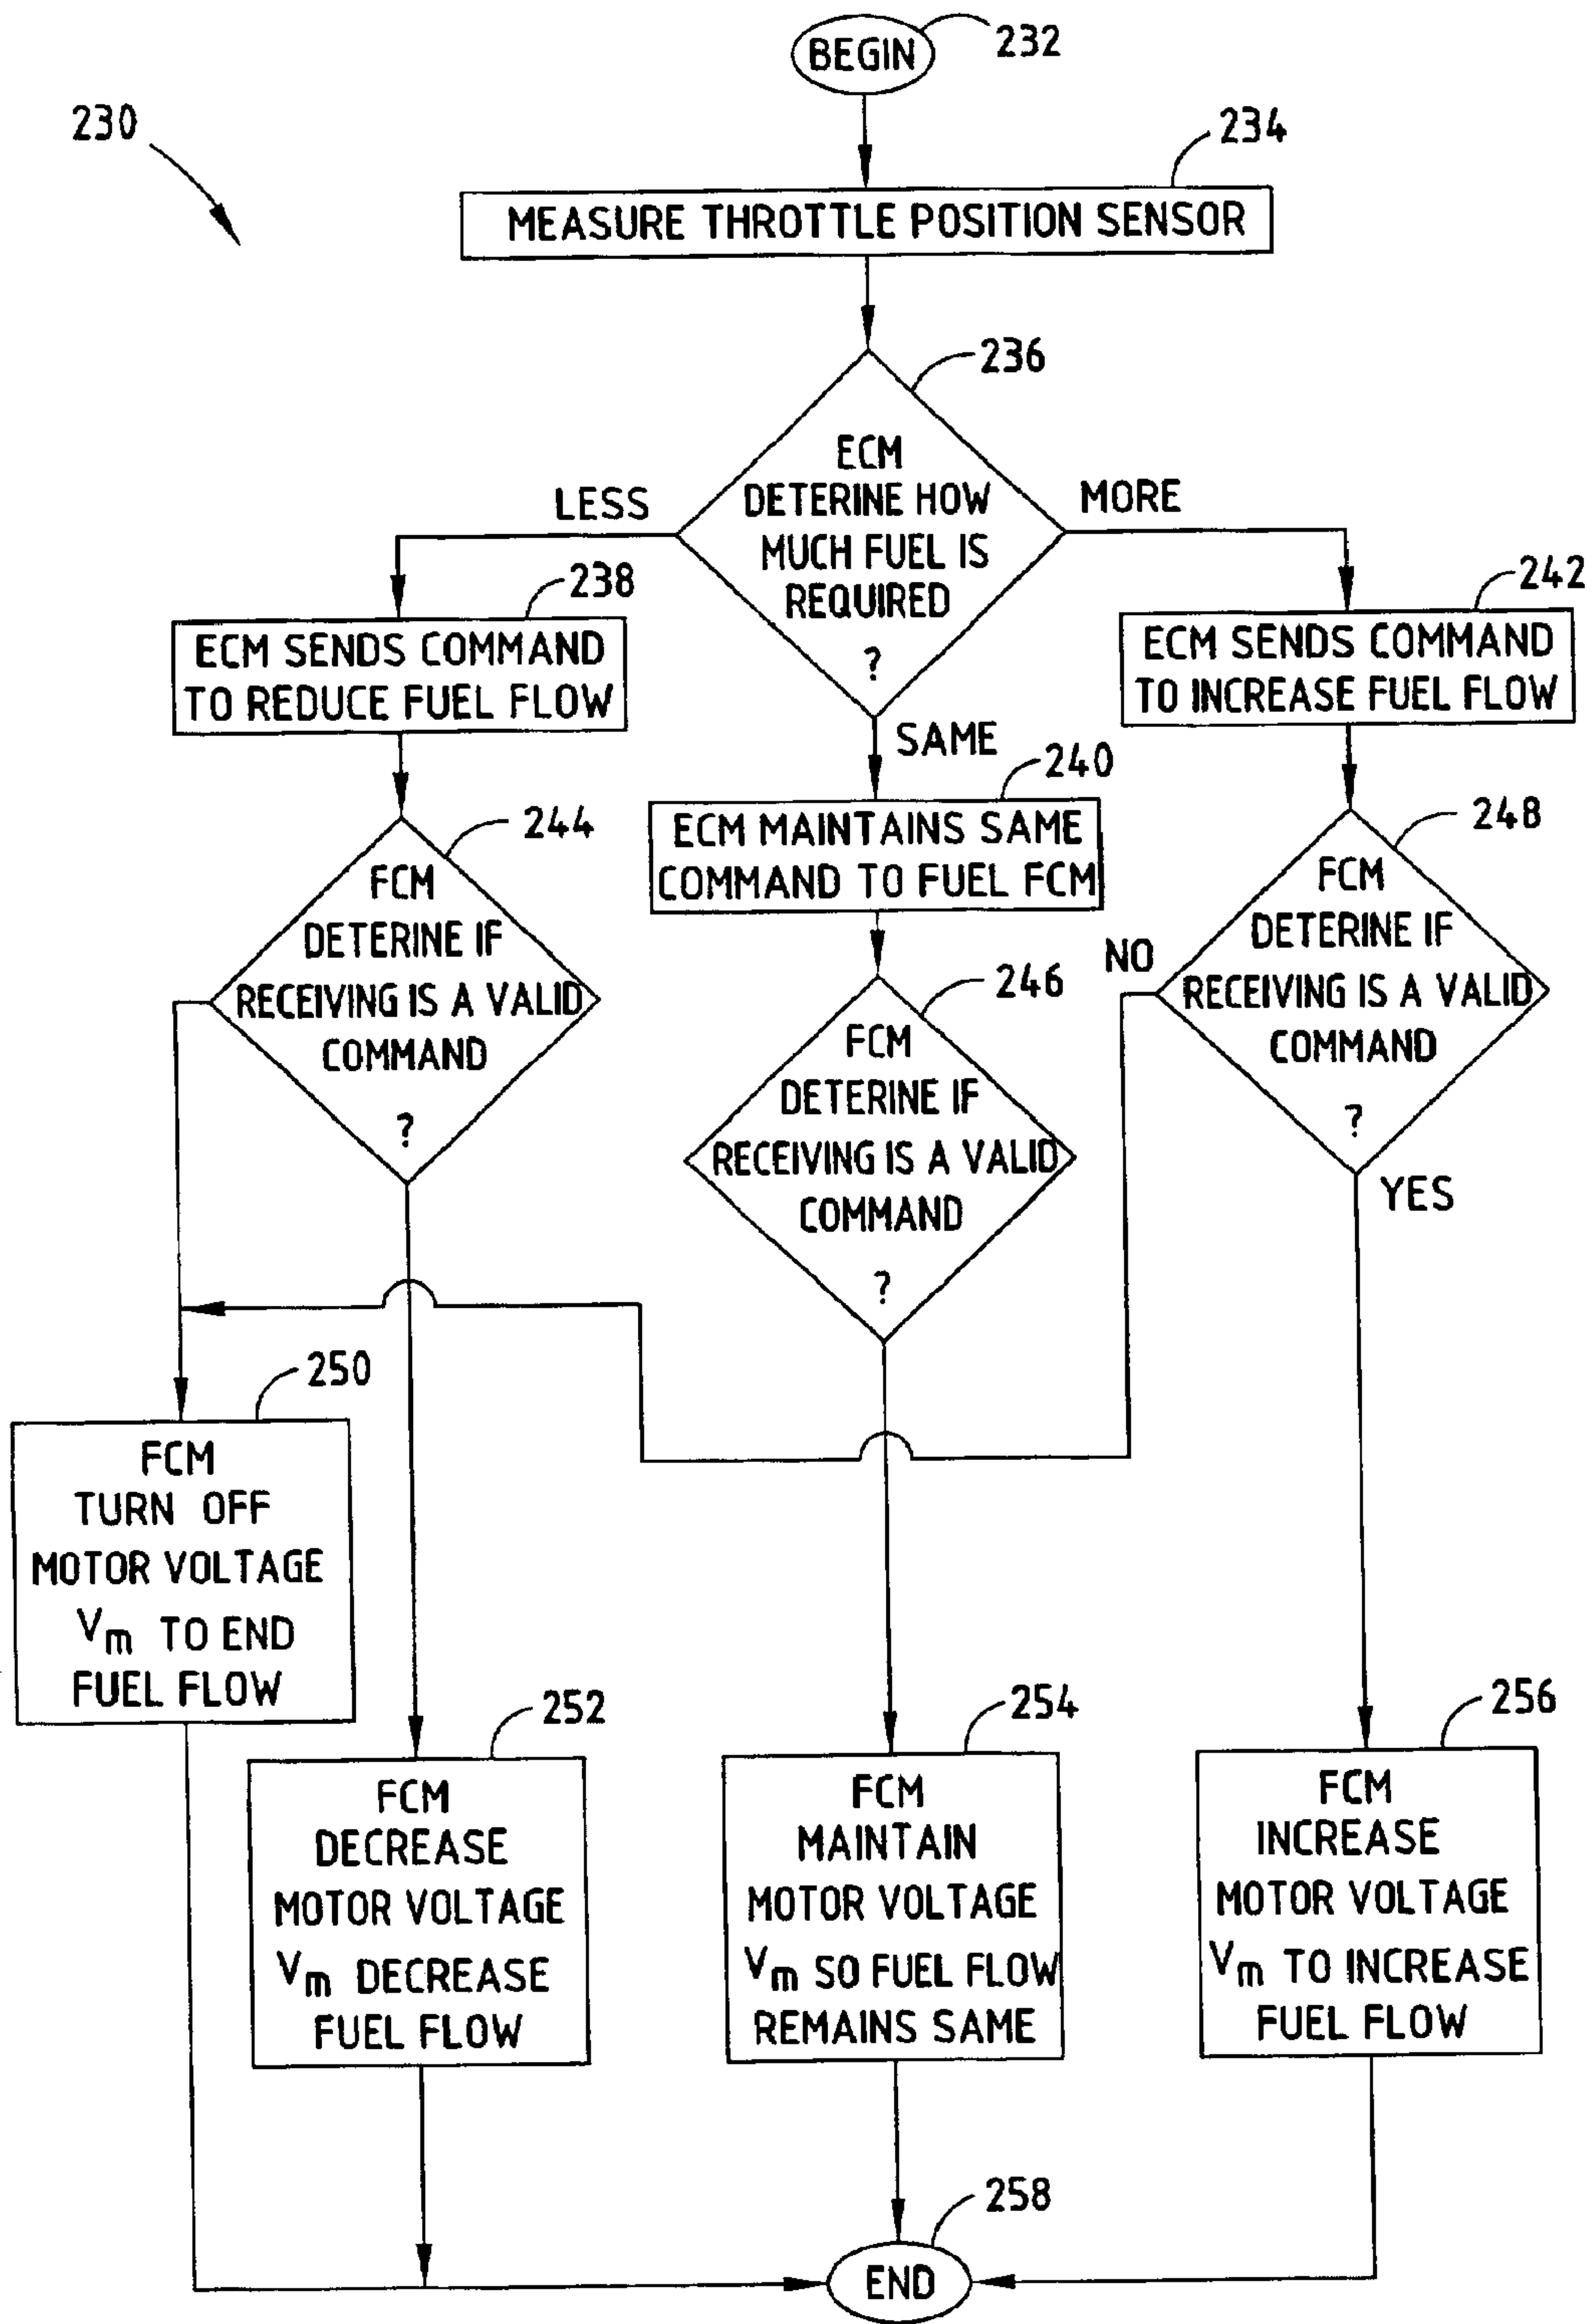 BEGIN
232
230
234
MEASURE THROTTLE POSITION SENSOR
236
ECM
DETERINE HOW
MUCH FUEL IS
REQUIRED
?
LESS
MORE
SAME
238
ECM SENDS COMMAND
TO REDUCE FUEL FLOW
242
ECM SENDS COMMAND
TO INCREASE FUEL FLOW
240
ECM MAINTAINS SAME
COMMAND TO FUEL FCM
244
FCM
DETERINE IF
RECEIVING IS A VALID
COMMAND
?
246
FCM
DETERINE IF
RECEIVING IS A VALID
COMMAND
?
248
FCM
DETERINE IF
RECEIVING IS A VALID
COMMAND
?
NO
YES
250
FCM
TURN OFF
MOTOR VOLTAGE
Vm TO END
FUEL FLOW
252
FCM
DECREASE
MOTOR VOLTAGE
Vm DECREASE
FUEL FLOW
254
FCM
MAINTAIN
MOTOR VOLTAGE
Vm SO FUEL FLOW
REMAINS SAME
256
FCM
INCREASE
MOTOR VOLTAGE
Vm TO INCREASE
FUEL FLOW
258
END